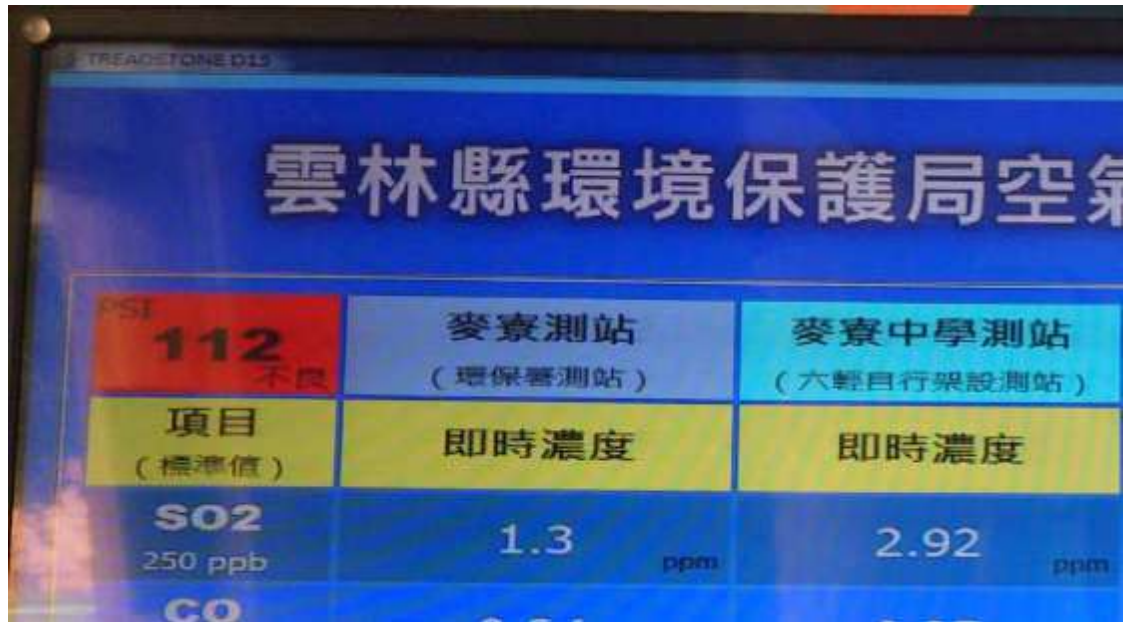 TREADSTONE D15
雲林縣環境保護局空氣
PSI
112
不良
麥寮測站
(環保署測站)
麥寮中學測站
(六輕自行架設測站)
項目
(標準值)
即時濃度
即時濃度
SO2
250 ppb
1.3 ppm
2.92 ppm
CO